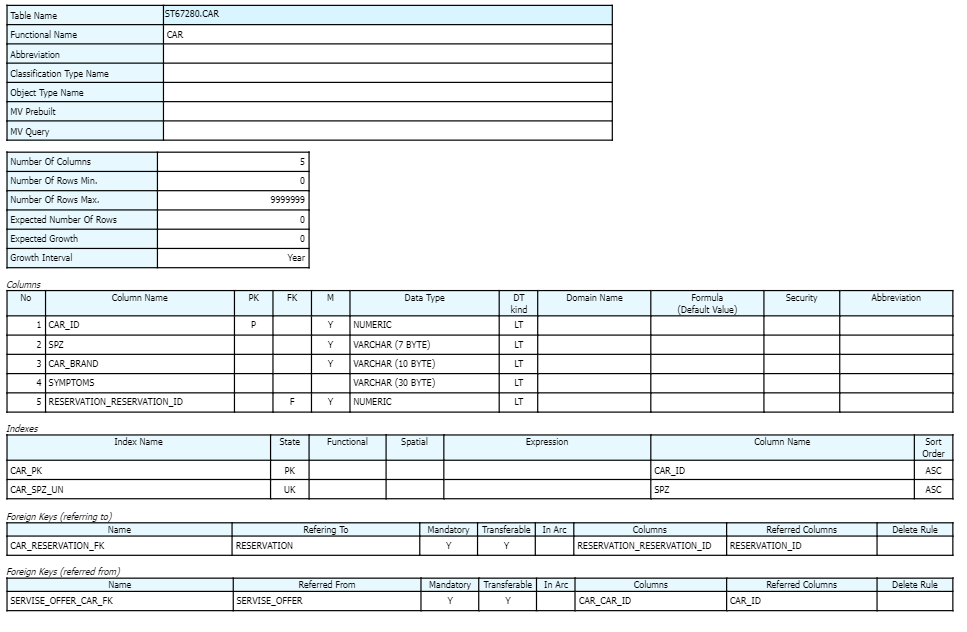 Table Name ST67280.CAR
Functional Name CAR
Abbreviation
Classification Type Name
Object Type Name
MV Prebuilt
MV Query
Number Of Columns 5
Number Of Rows Min. 0
Number Of Rows Max. 9999999
Expected Number Of Rows 0
Expected Growth 0
Growth Interval Year
Columns
No Column Name PK FK M Data Type DT kind Domain Name Formula (Default Value) Security Abbreviation
1 CAR_ID P Y NUMERIC LT
2 SPZ Y VARCHAR (7 BYTE) LT
3 CAR_BRAND Y VARCHAR (10 BYTE) LT
4 SYMPTOMS VARCHAR (30 BYTE) LT
5 RESERVATION_RESERVATION_ID F Y NUMERIC LT
Indexes
Index Name State Functional Spatial Expression Column Name Sort Order
CAR_PK PK CAR_ID ASC
CAR_SPZ_UN UK SPZ ASC
Foreign Keys (referring to)
Name Refering To Mandatory Transferable In Arc Columns Referred Columns Delete Rule
CAR_RESERVATION_FK RESERVATION Y Y RESERVATION_RESERVATION_ID RESERVATION_ID
Foreign Keys (referred from)
Name Referred From Mandatory Transferable In Arc Columns Referred Columns Delete Rule
SERVISE_OFFER_CAR_FK SERVISE_OFFER Y Y CAR_CAR_ID CAR_ID